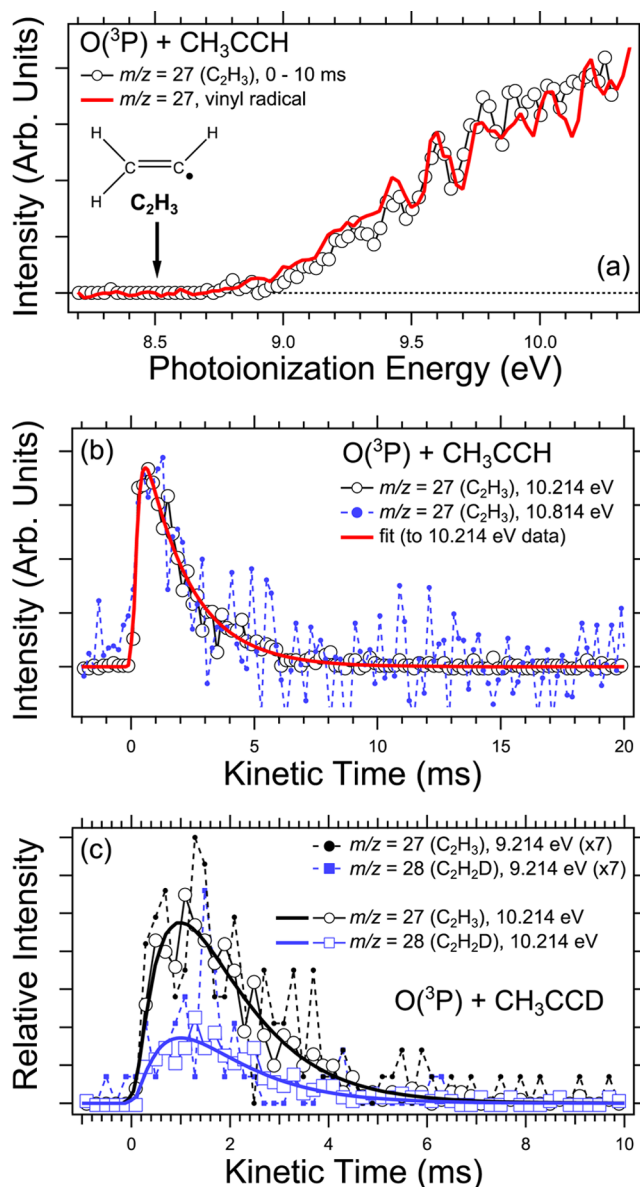 O(³P) + CH₃CCH
m/z = 27 (C₂H₃), 0 - 10 ms
m/z = 27, vinyl radical
H H
C C
H
C₂H₃
(a)
Intensity (Arb. Units)
8.5 9.0 9.5 10.0
Photoionization Energy (eV)
(b)
O(³P) + CH₃CCH
m/z = 27 (C₂H₃), 10.214 eV
m/z = 27 (C₂H₃), 10.814 eV
fit (to 10.214 eV data)
Intensity (Arb. Units)
0 5 10 15 20
Kinetic Time (ms)
(c)
m/z = 27 (C₂H₃), 9.214 eV (x7)
m/z = 28 (C₂H₂D), 9.214 eV (x7)
m/z = 27 (C₂H₃), 10.214 eV
m/z = 28 (C₂H₂D), 10.214 eV
O(³P) + CH₃CCD
Relative Intensity
0 2 4 6 8 10
Kinetic Time (ms)